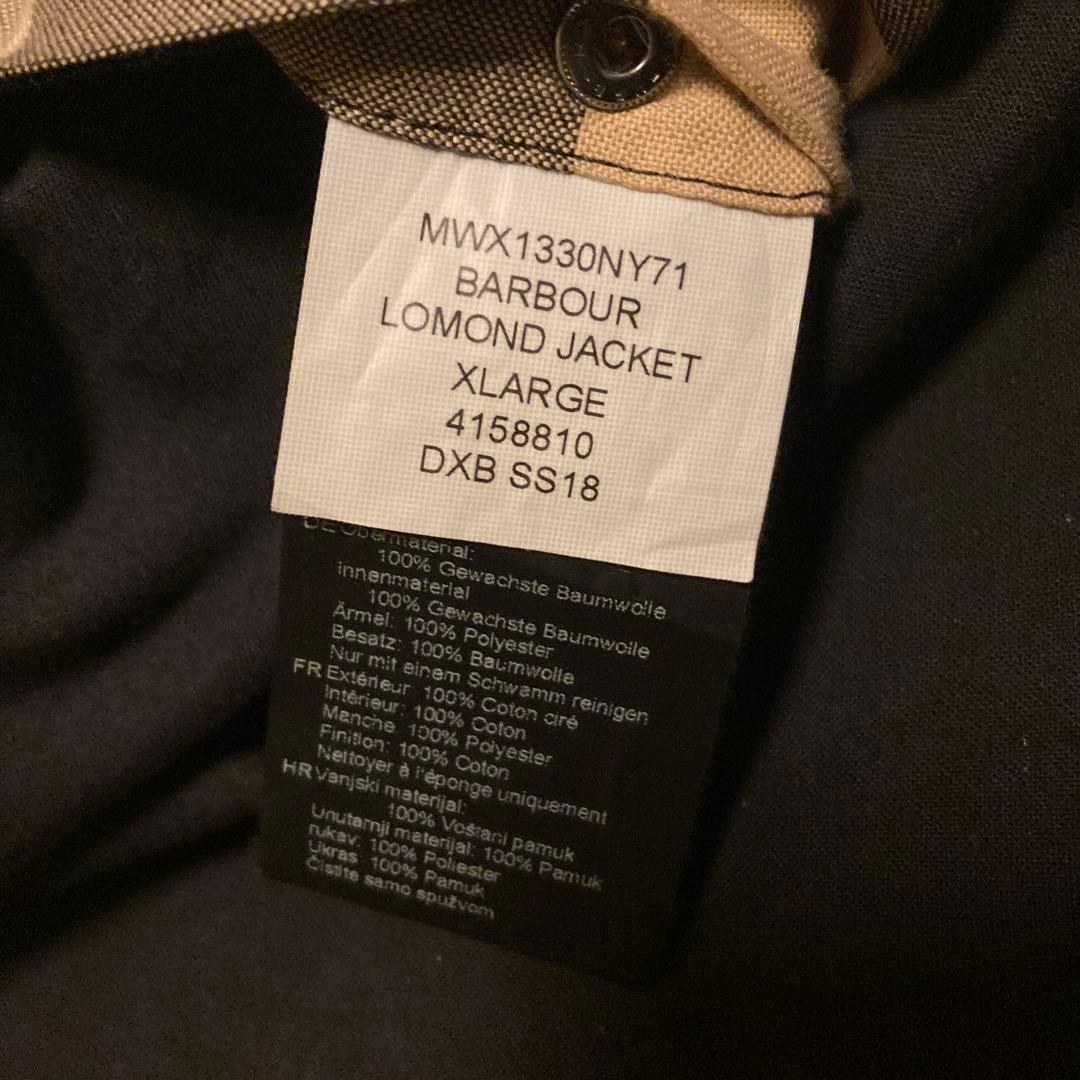 MWX1330NY71
BARBOUR
LOMOND JACKET
XLARGE
4158810
DXB SS18
DE Obermaterial:
100% Gewachste Baumwolle
Innenmaterial
100% Gewachste Baumwolle
Ärmel: 100% Polyester
Besatz: 100% Baumwolle
Nur mit einem Schwamm reinigen
FR Extérieur 100% Coton ciré
Intérieur: 100% Coton
Manche 100% Polyester
Finition: 100% Coton
Nettoyer à l'éponge uniquement
HR Vanjski materijal:
100% Voštani pamuk
Unutarnji materijal: 100% Pamuk
rukav: 100% Poliester
Ukras 100% Pamuk
Čistite samo spužvom